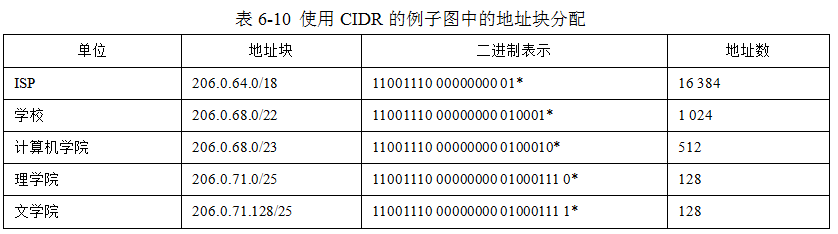 表 6-10 使用 CIDR 的例子图中的地址块分配
单位 地址块 二进制表示 地址数
ISP 206.0.64.0/18 11001110 00000000 01* 16 384
学校 206.0.68.0/22 11001110 00000000 010001* 1 024
计算机学院 206.0.68.0/23 11001110 00000000 0100010* 512
理学院 206.0.71.0/25 11001110 00000000 01000111 0* 128
文学院 206.0.71.128/25 11001110 00000000 01000111 1* 128